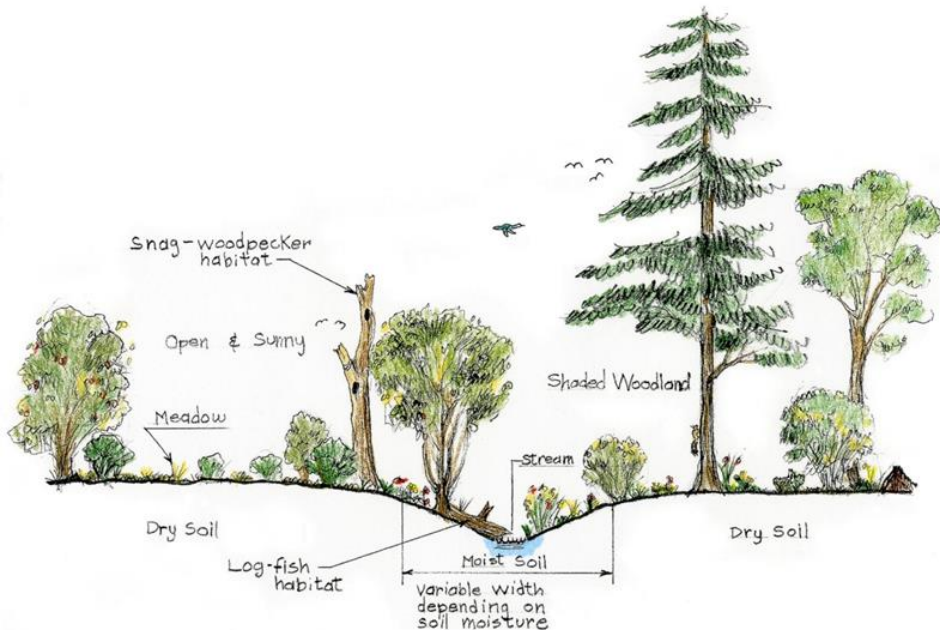 Snag-woodpecker
habitat
Open & Sunny
Shaded Woodland
Meadow
Stream
Dry Soil
Dry Soil
Log-fish
habitat
Moist Soil
Variable width
depending on
soil moisture